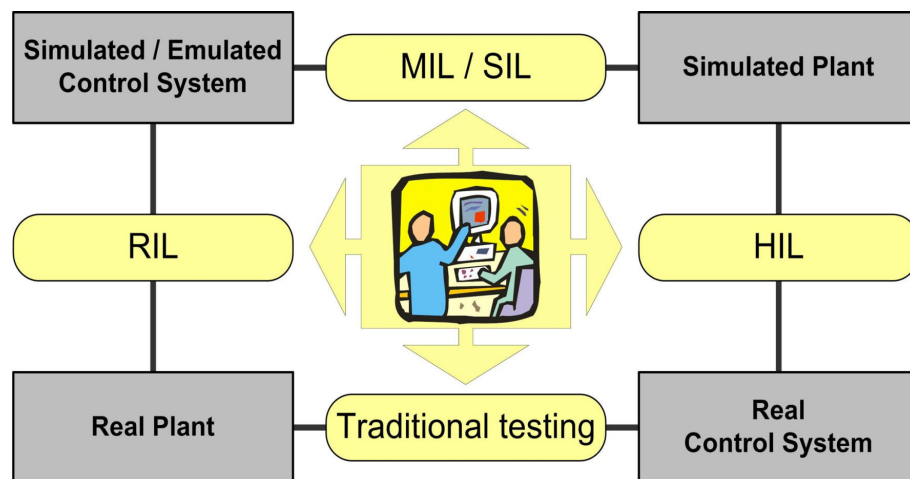 Simulated / Emulated
Control System
MIL / SIL
Simulated Plant
RIL
HIL
Real Plant
Traditional testing
Real
Control System